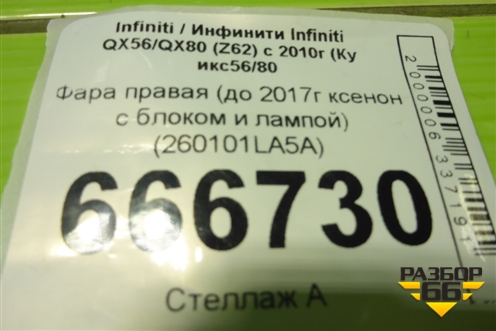 Infiniti / Инфинити Infiniti
QX56/QX80 (Z62) с 2010г (Ку
икс56/80
Фара правая (до 2017г ксенон
с блоком и лампой)
(260101LA5A)
666730
Стеллаж А
2000006337191
РАЗБОР
66